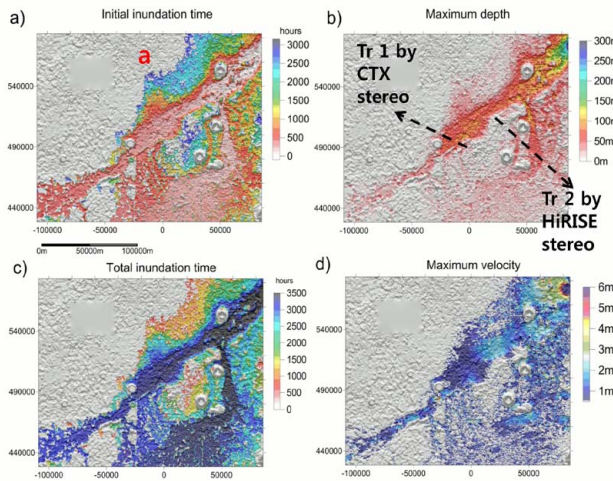 a) Initial inundation time
hours
3000
2500
2000
1500
1000
500
0
540000
490000
440000
-100000 -50000 0 50000
a
0m 50000m 100000m
b) Maximum depth
300m
250m
200m
150m
100m
50m
0m
540000
490000
440000
-100000 -50000 0 50000
Tr 1 by
CTX
stereo
Tr 2 by
HiRISE
stereo
c) Total inundation time
hours
3500
3000
2500
2000
1500
1000
500
0
540000
490000
440000
-100000 -50000 0 50000
d) Maximum velocity
6m
5m
4m
3m
2m
1m
540000
490000
440000
-100000 -50000 0 50000